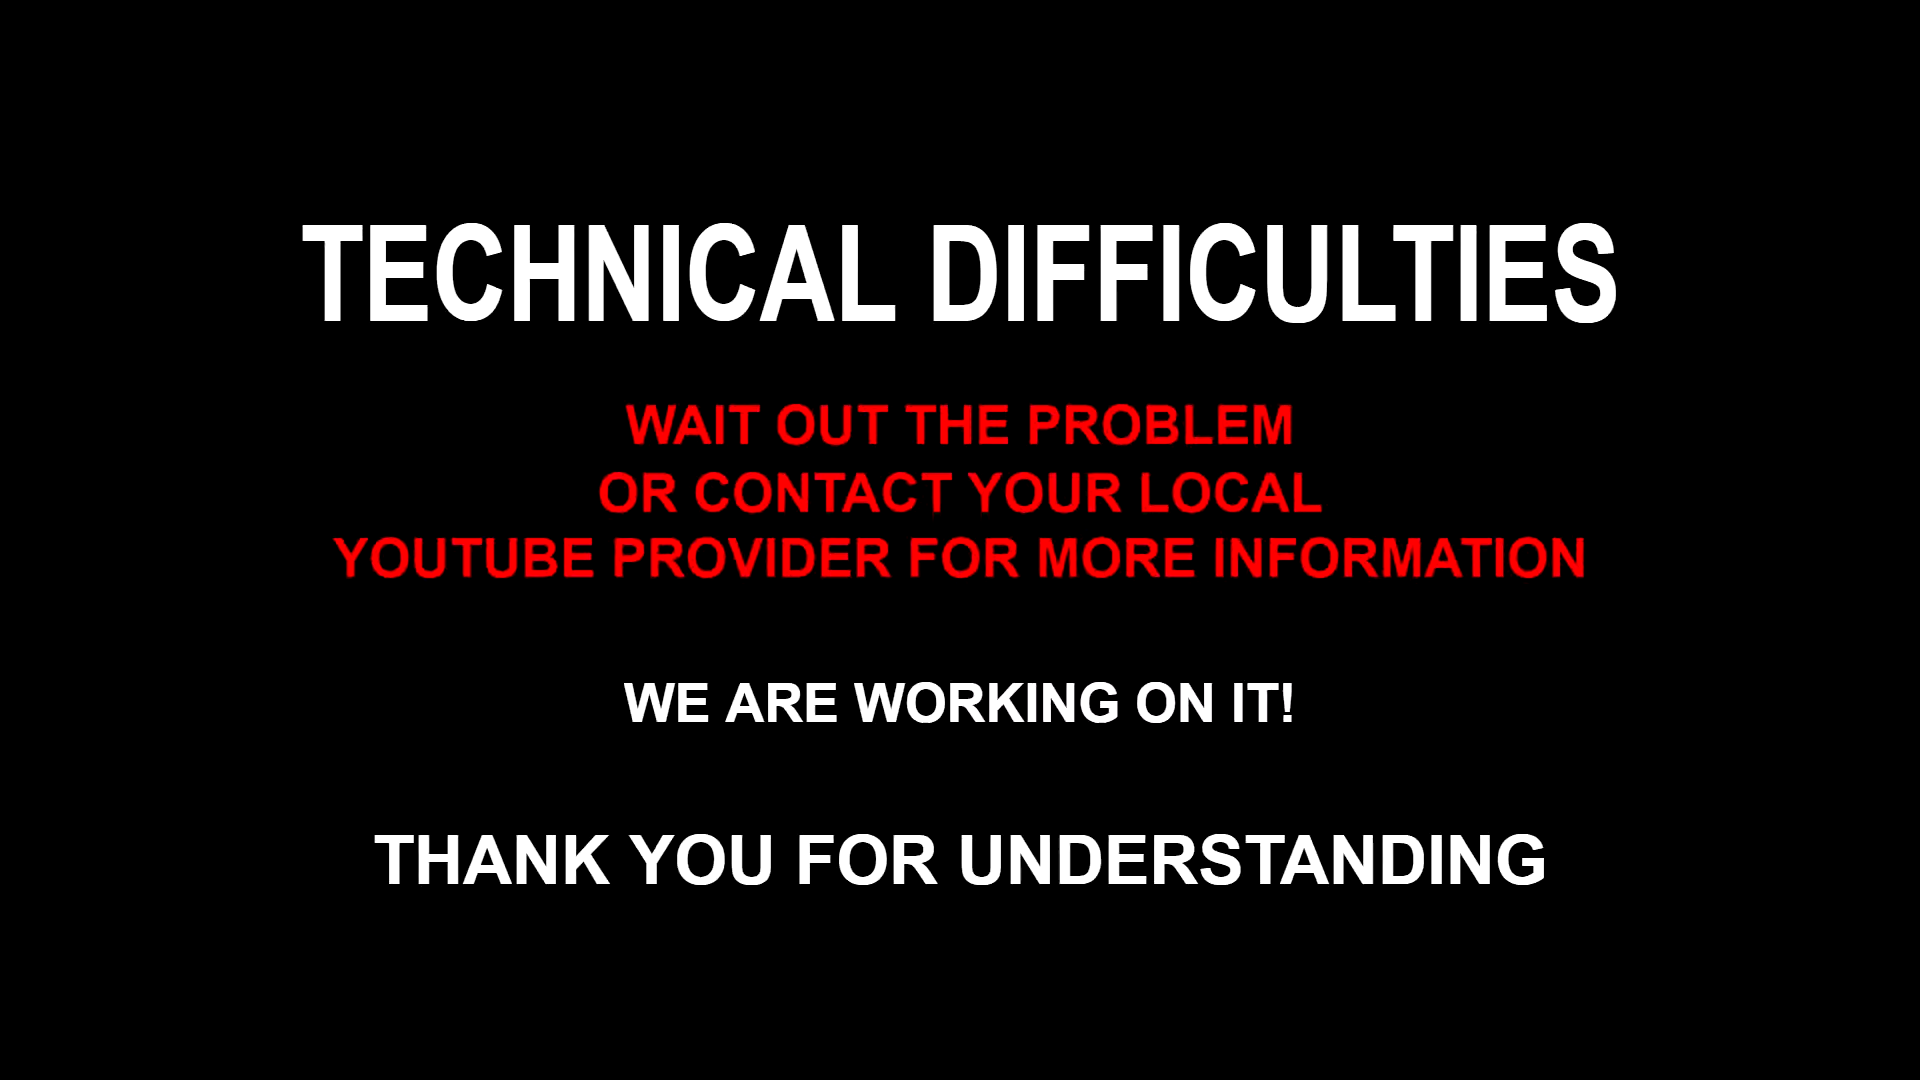 TECHNICAL DIFFICULTIES
WAIT OUT THE PROBLEM
OR CONTACT YOUR LOCAL
YOUTUBE PROVIDER FOR MORE INFORMATION
WE ARE WORKING ON IT!
THANK YOU FOR UNDERSTANDING